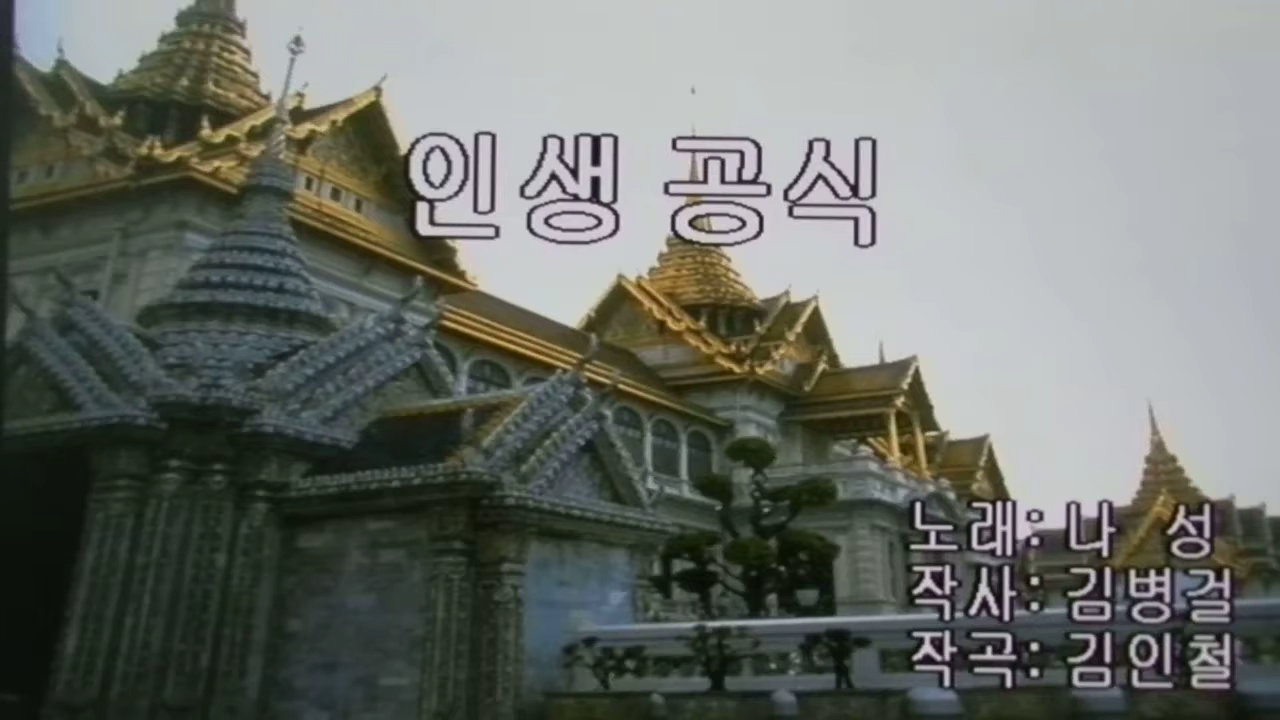 인생 공식
노래: 나 성
작사: 김병걸
작곡: 김인철